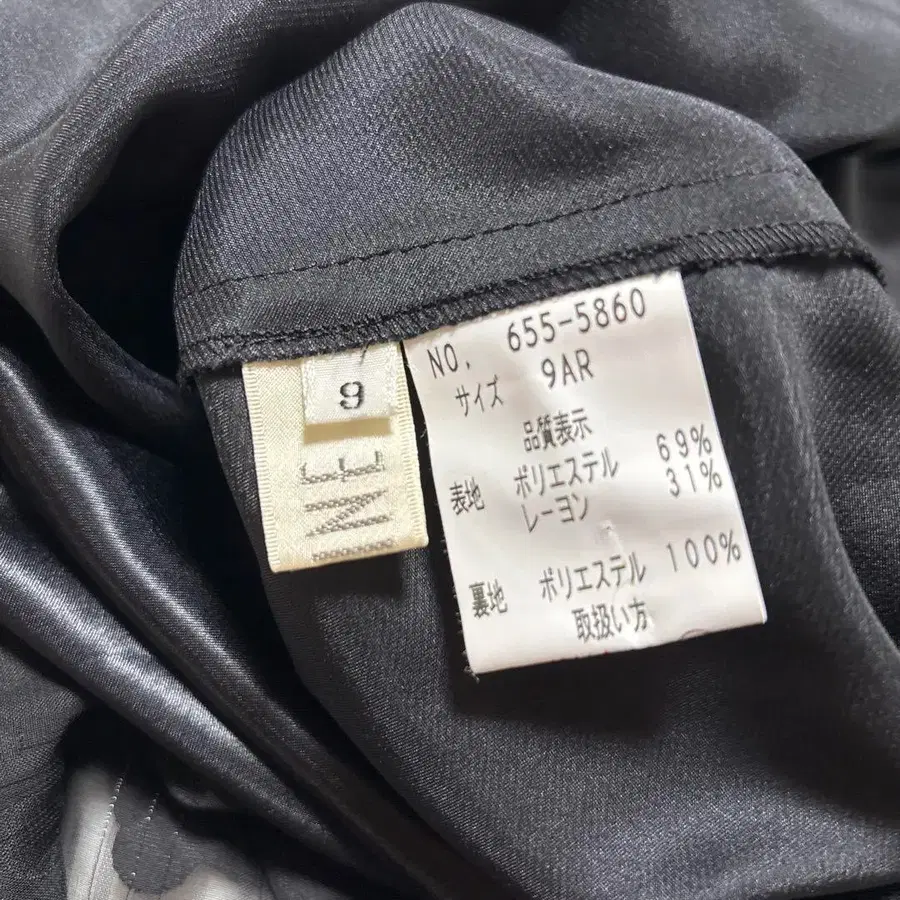 9
NO. 655-5860
サイズ 9AR
品質表示
表地 ポリエステル 69%
レーヨン 31%
裏地 ポリエステル 100%
取扱い方